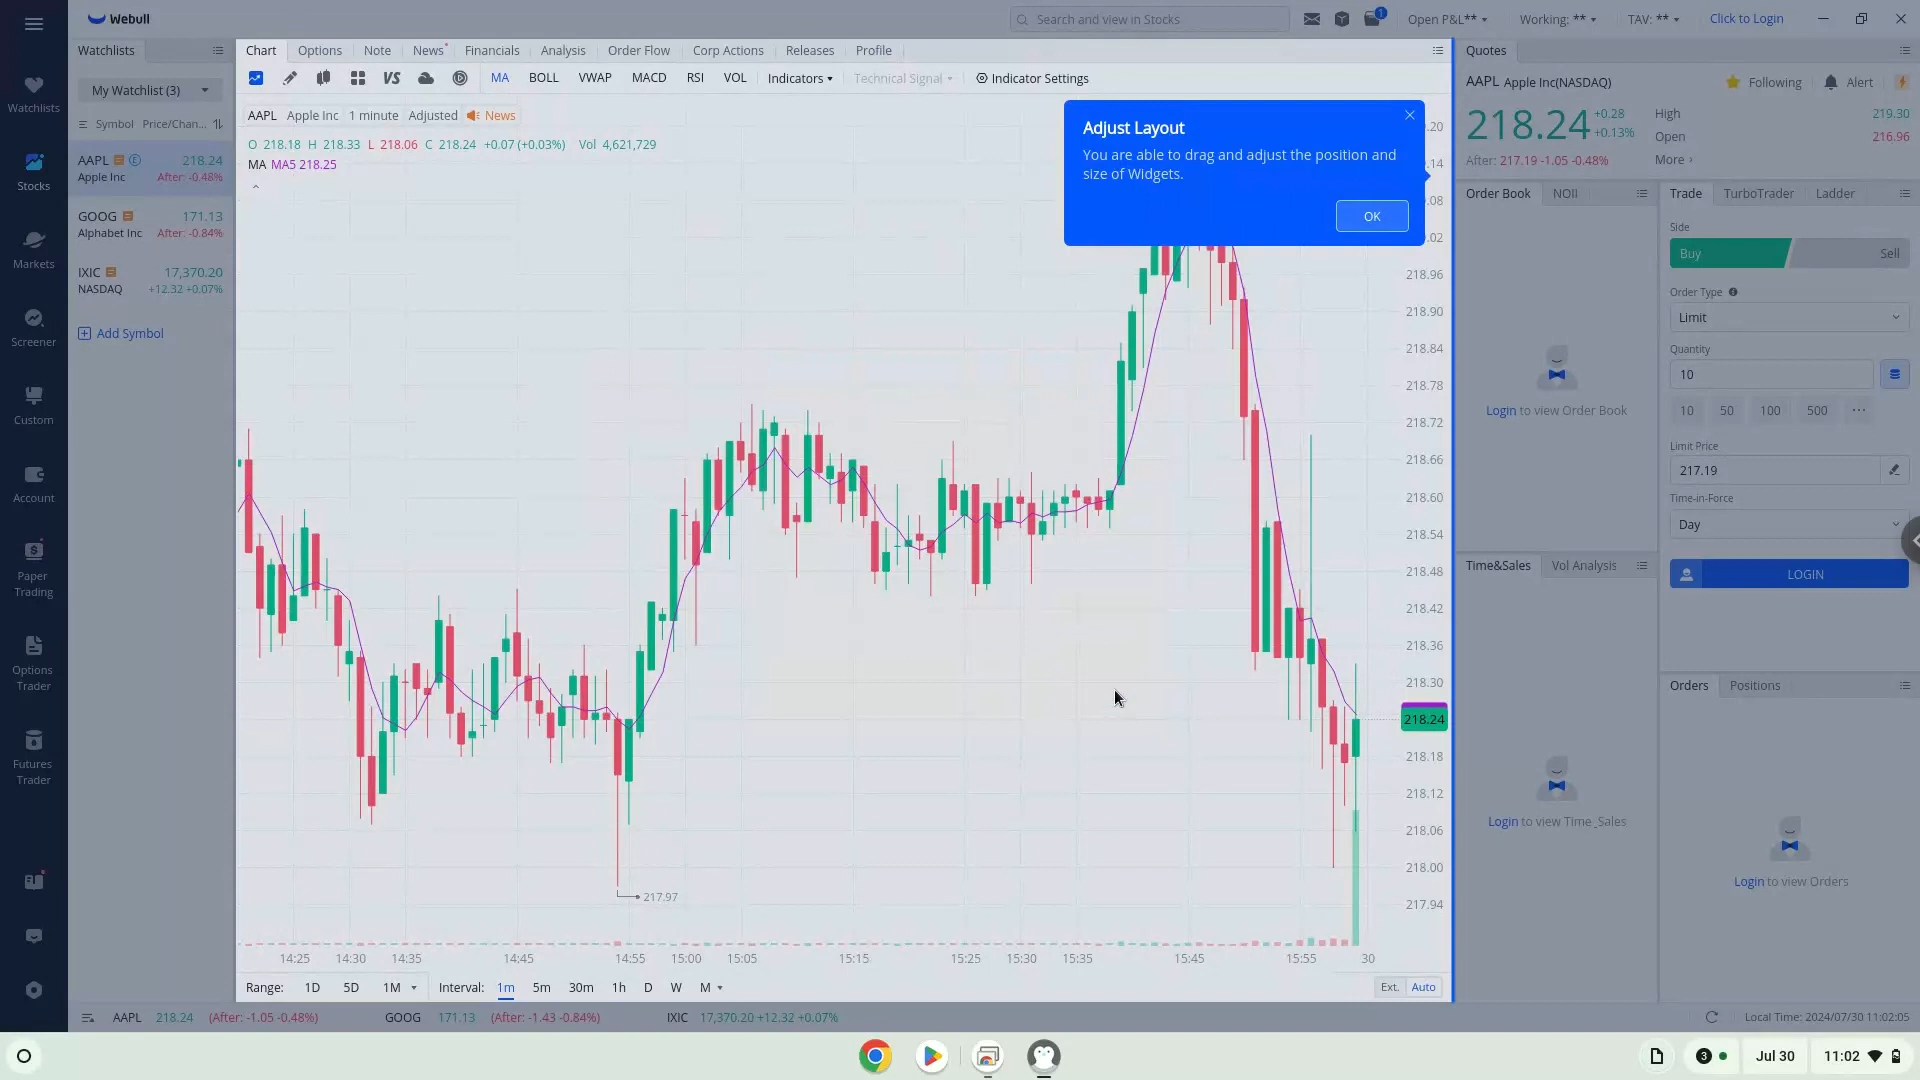 Webull
Search and view in Stocks
1
Open P&L**
Working: **
TAV: **
Click to Login
Watchlists
Chart
Options
Note
News
Financials
Analysis
Order Flow
Corp Actions
Releases
Profile
Quotes
My Watchlist (3)
Symbol
Price/Chan...
VS
MA
BOLL
VWAP
MACD
RSI
VOL
Indicators
Technical Signal
Indicator Settings
Watchlists
Stocks
Markets
Screener
Custom
Account
Paper
Trading
Options
Trader
Futures
Trader
AAPL
218.24
Apple Inc
After: -0.48%
GOOG
171.13
Alphabet Inc
After: -0.84%
IXIC
17,370.20
NASDAQ
+12.32 +0.07%
Add Symbol
AAPL Apple Inc 1 minute Adjusted News
O 218.18 H 218.33 L 218.06 C 218.24 +0.07 (+0.03%) Vol 4,621,729
MA MA5 218.25
Adjust Layout
You are able to drag and adjust the position and
size of Widgets.
OK
.20
.14
.08
.02
218.96
218.90
218.84
218.78
218.72
218.66
218.60
218.54
218.48
218.42
218.36
218.30
218.24
218.18
218.12
218.06
218.00
217.94
217.97
14:25 14:30 14:35 14:45 14:55 15:00 15:05 15:15 15:25 15:30 15:35 15:45 15:55 30
Range: 1D 5D 1M Interval: 1m 5m 30m 1h D W M
Ext. Auto
AAPL Apple Inc(NASDAQ)
Following
Alert
218.24
+0.28
+0.13%
High 219.30
Open 216.96
After: 217.19 -1.05 -0.48%
More
Order Book
NOII
Login to view Order Book
Time&Sales
Vol Analysis
Login to view Time_Sales
Trade
TurboTrader
Ladder
Side
Buy
Sell
Order Type
Limit
Quantity
10
10 50 100 500 ...
Limit Price
217.19
Time-in-Force
Day
LOGIN
Orders
Positions
Login to view Orders
AAPL 218.24 (After: -1.05 -0.48%) GOOG 171.13 (After: -1.43 -0.84%) IXIC 17,370.20 +12.32 +0.07%
Local Time: 2024/07/30 11:02:05
3
Jul 30
11:02